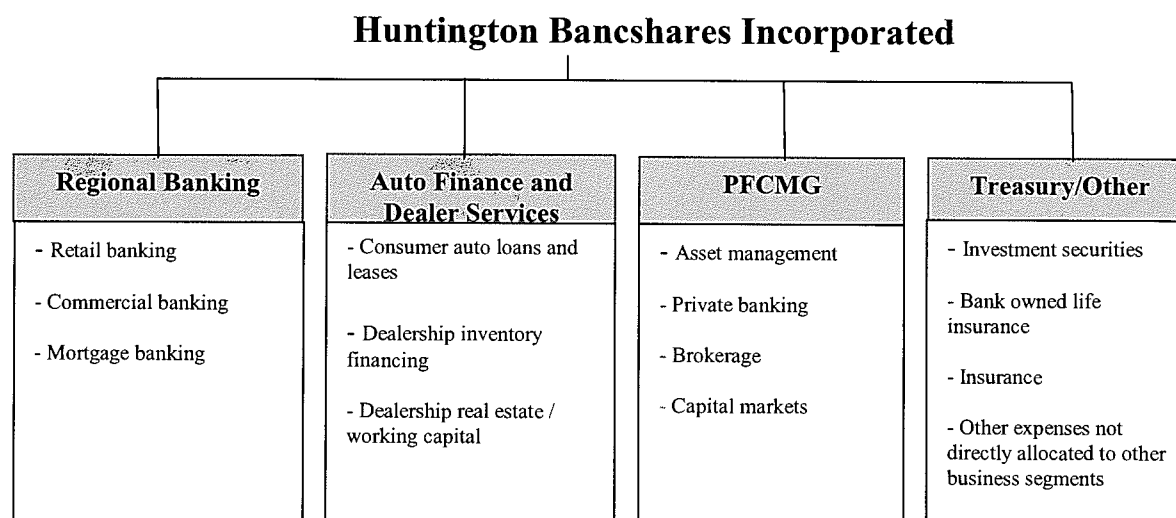 Huntington Bancshares Incorporated
Regional Banking
- Retail banking
- Commercial banking
- Mortgage banking
Auto Finance and
Dealer Services
- Consumer auto loans and
leases
- Dealership inventory
financing
- Dealership real estate /
working capital
PFCMG
- Asset management
- Private banking
- Brokerage
- Capital markets
Treasury/Other
- Investment securities
- Bank owned life
insurance
- Insurance
- Other expenses not
directly allocated to other
business segments